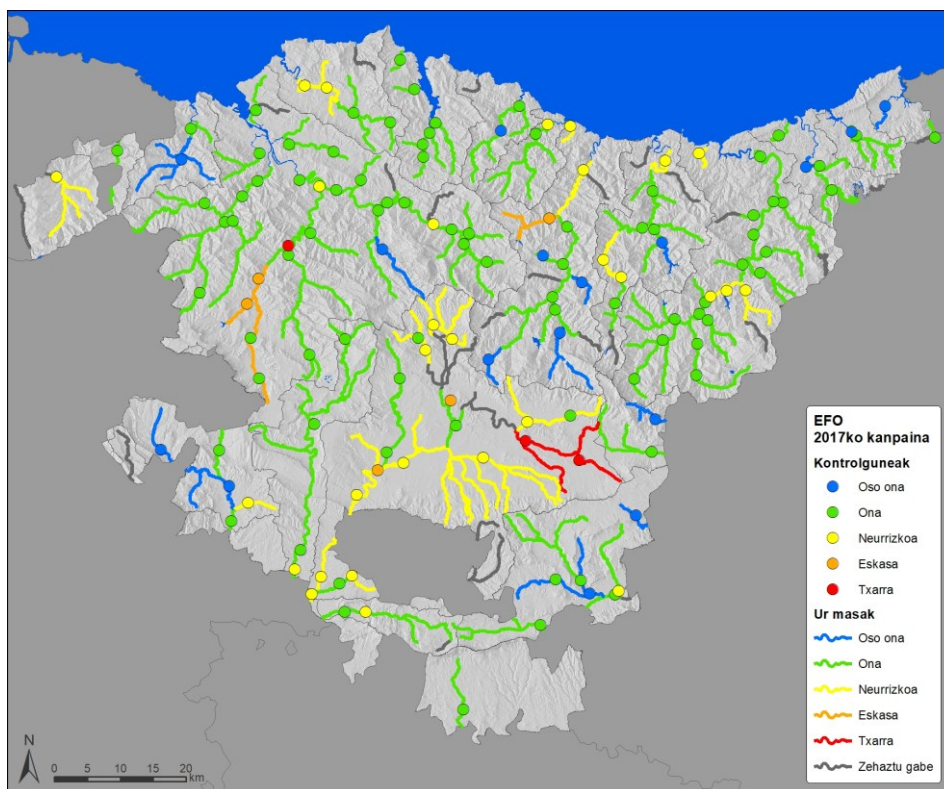 EFO
2017ko kanpaina
Kontrolguneak
Oso ona
Ona
Neurrizkoa
Eskasa
Txarra
Ur masak
Oso ona
Ona
Neurrizkoa
Eskasa
Txarra
Zehaztu gabe
N
0 5 10 15 20
km